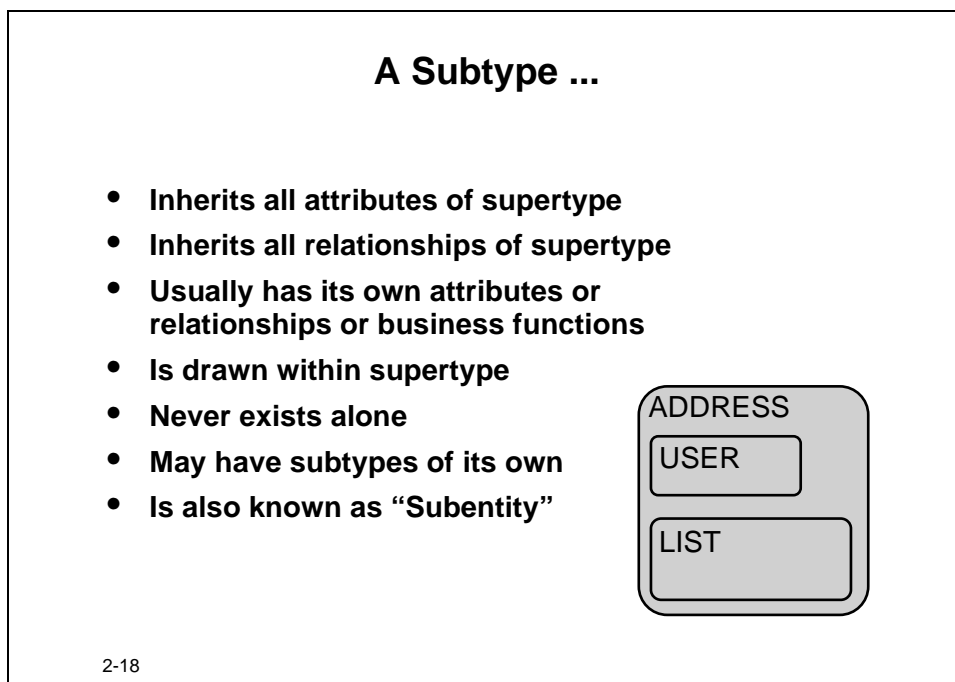 A Subtype ...
• Inherits all attributes of supertype
• Inherits all relationships of supertype
• Usually has its own attributes or
relationships or business functions
• Is drawn within supertype
• Never exists alone
• May have subtypes of its own
• Is also known as “Subentity”
ADDRESS
USER
LIST
2-18